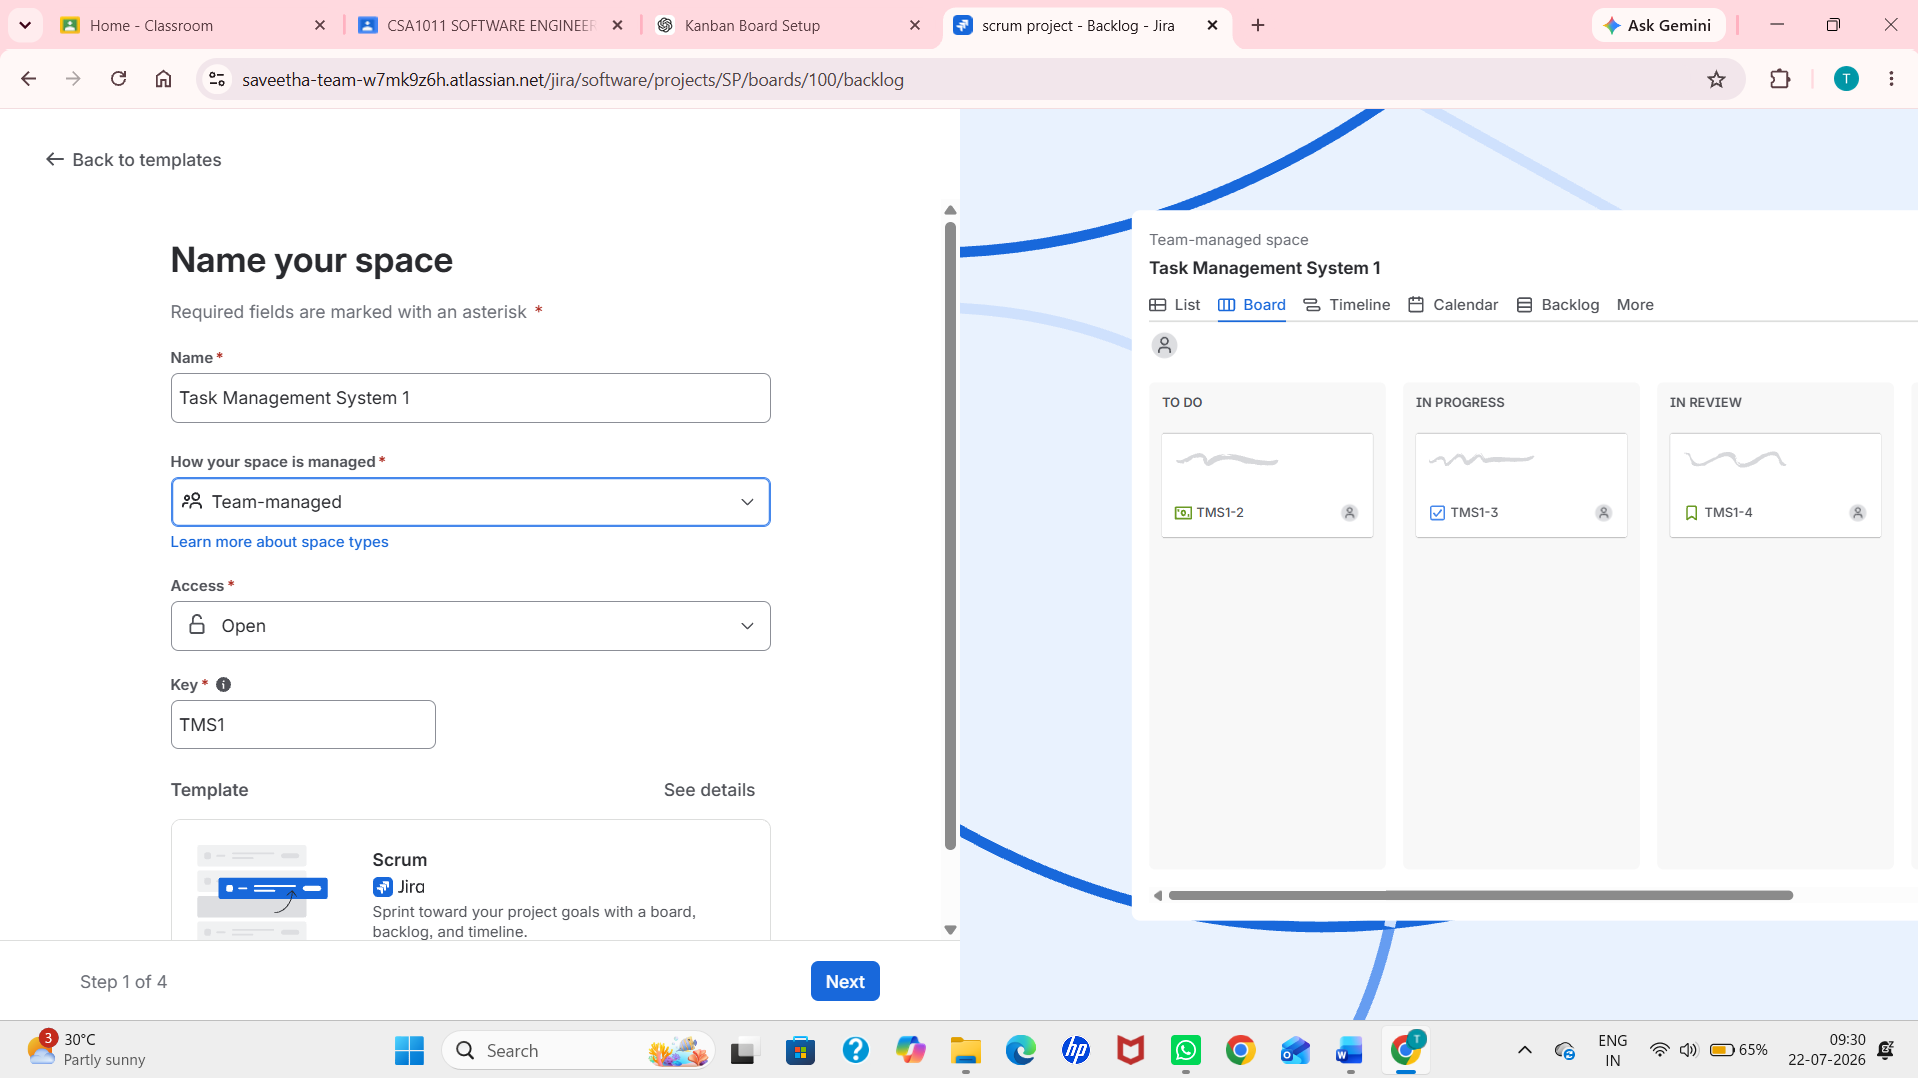 Home - Classroom
CSA1011 SOFTWARE ENGINEER
Kanban Board Setup
scrum project - Backlog - Jira
Ask Gemini
saveetha-team-w7mk9z6h.atlassian.net/jira/software/projects/SP/boards/100/backlog
T
Back to templates
Name your space
Required fields are marked with an asterisk *
Name *
Task Management System 1
How your space is managed *
Team-managed
Learn more about space types
Access *
Open
Key *
TMS1
Template
See details
Scrum
Jira
Sprint toward your project goals with a board,
backlog, and timeline.
Step 1 of 4
Next
Team-managed space
Task Management System 1
List
Board
Timeline
Calendar
Backlog
More
TO DO
IN PROGRESS
IN REVIEW
TMS1-2
TMS1-3
TMS1-4
3
30°C
Partly sunny
Search
T
ENG
IN
65%
09:30
22-07-2026